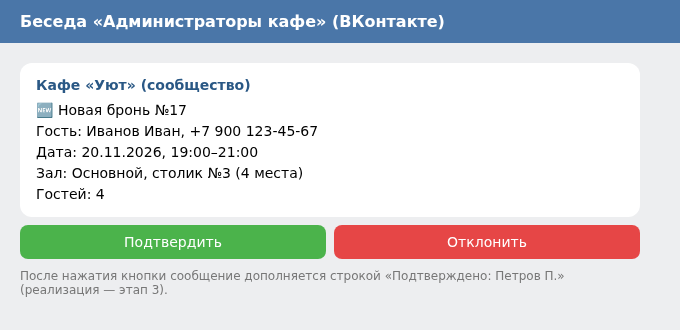 Беседа «Администраторы кафе» (ВКонтакте)
Кафе «Уют» (сообщество)
🆕 Новая бронь №17
Гость: Иванов Иван, +7 900 123-45-67
Дата: 20.11.2026, 19:00–21:00
Зал: Основной, столик №3 (4 места)
Гостей: 4
Подтвердить
Отклонить
После нажатия кнопки сообщение дополняется строкой «Подтверждено: Петров П.»
(реализация — этап 3).